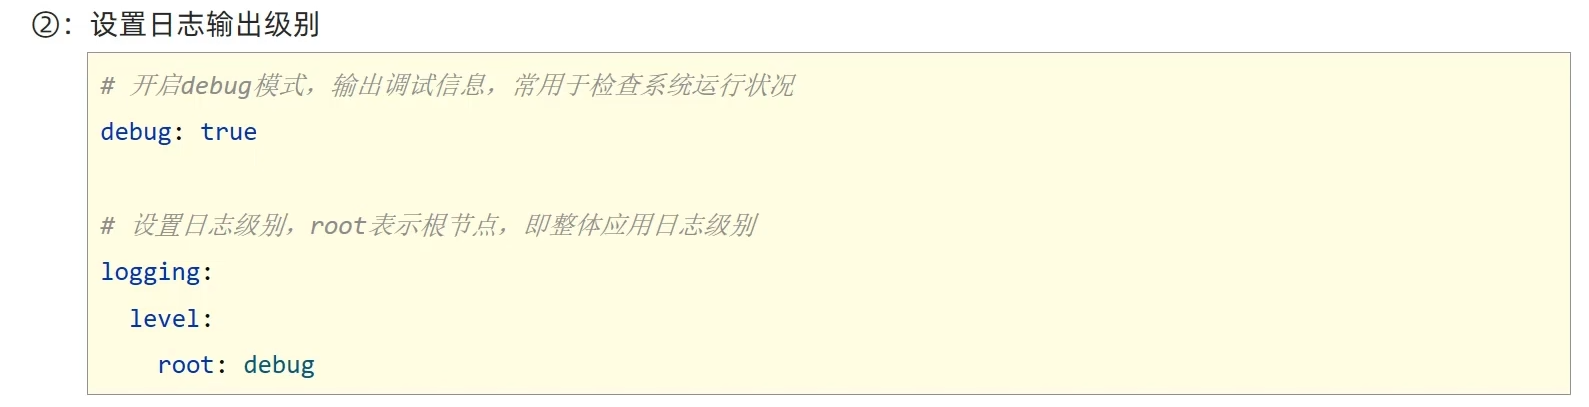 ②：设置日志输出级别
# 开启debug模式，输出调试信息，常用于检查系统运行状况
debug: true
# 设置日志级别，root表示根节点，即整体应用日志级别
logging:
  level:
    root: debug